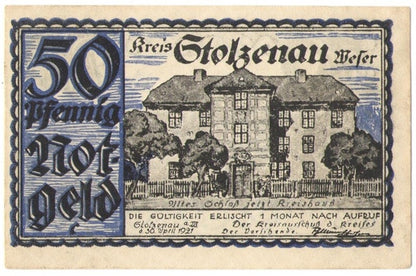 50
Pfennig
Not-
geld
Kreis Stolzenau Weser
Altes Schloß jetzt Kreishaus
DIE GÜLTIGKEIT ERLISCHT 1 MONAT NACH AUFRUF
Stolzenau a.W.
d. 30. April 1921
Der Kreisausschuß d. Kreises
Der Vorsitzende